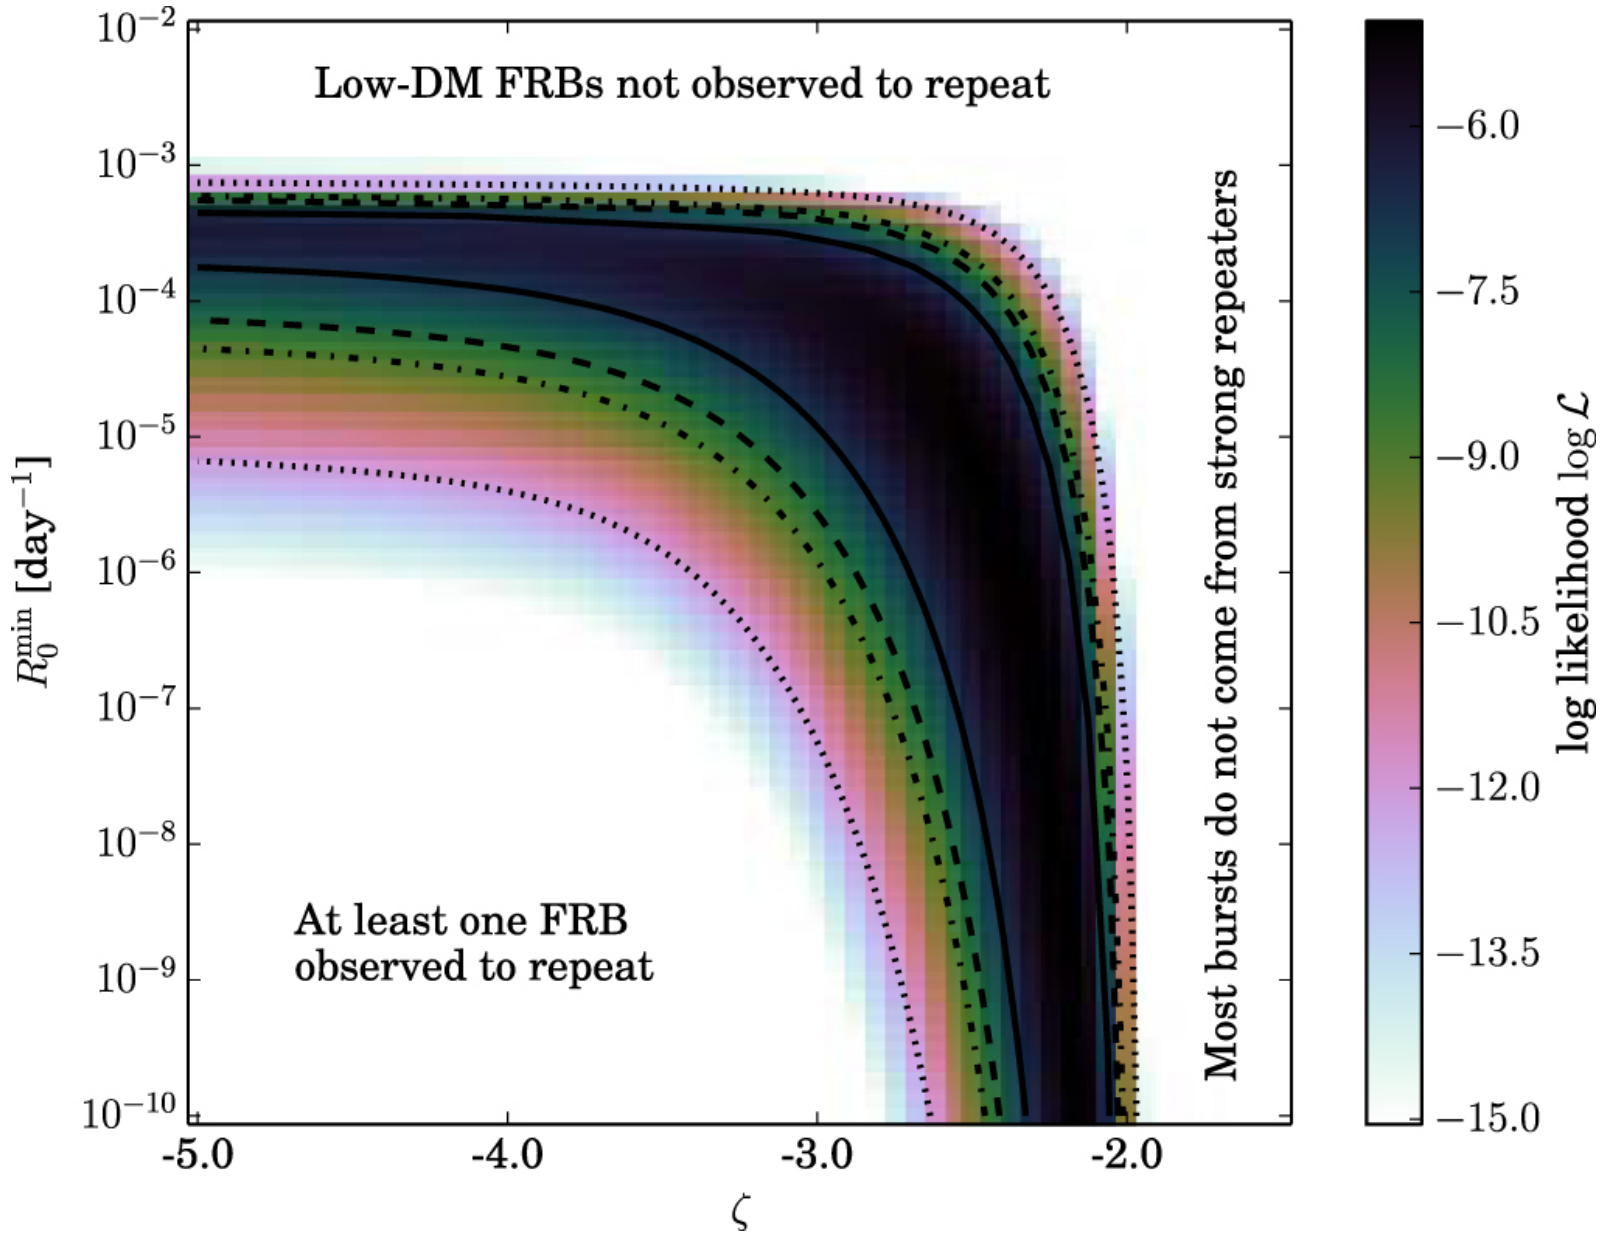 10⁻²
10⁻³
10⁻⁴
10⁻⁵
10⁻⁶
10⁻⁷
10⁻⁸
10⁻⁹
10⁻¹⁰
R₀ᵐⁱⁿ [day⁻¹]
Low-DM FRBs not observed to repeat
At least one FRB
observed to repeat
Most bursts do not come from strong repeaters
-5.0
-4.0
-3.0
-2.0
ζ
−6.0
−7.5
−9.0
−10.5
−12.0
−13.5
−15.0
log likelihood log ℒ